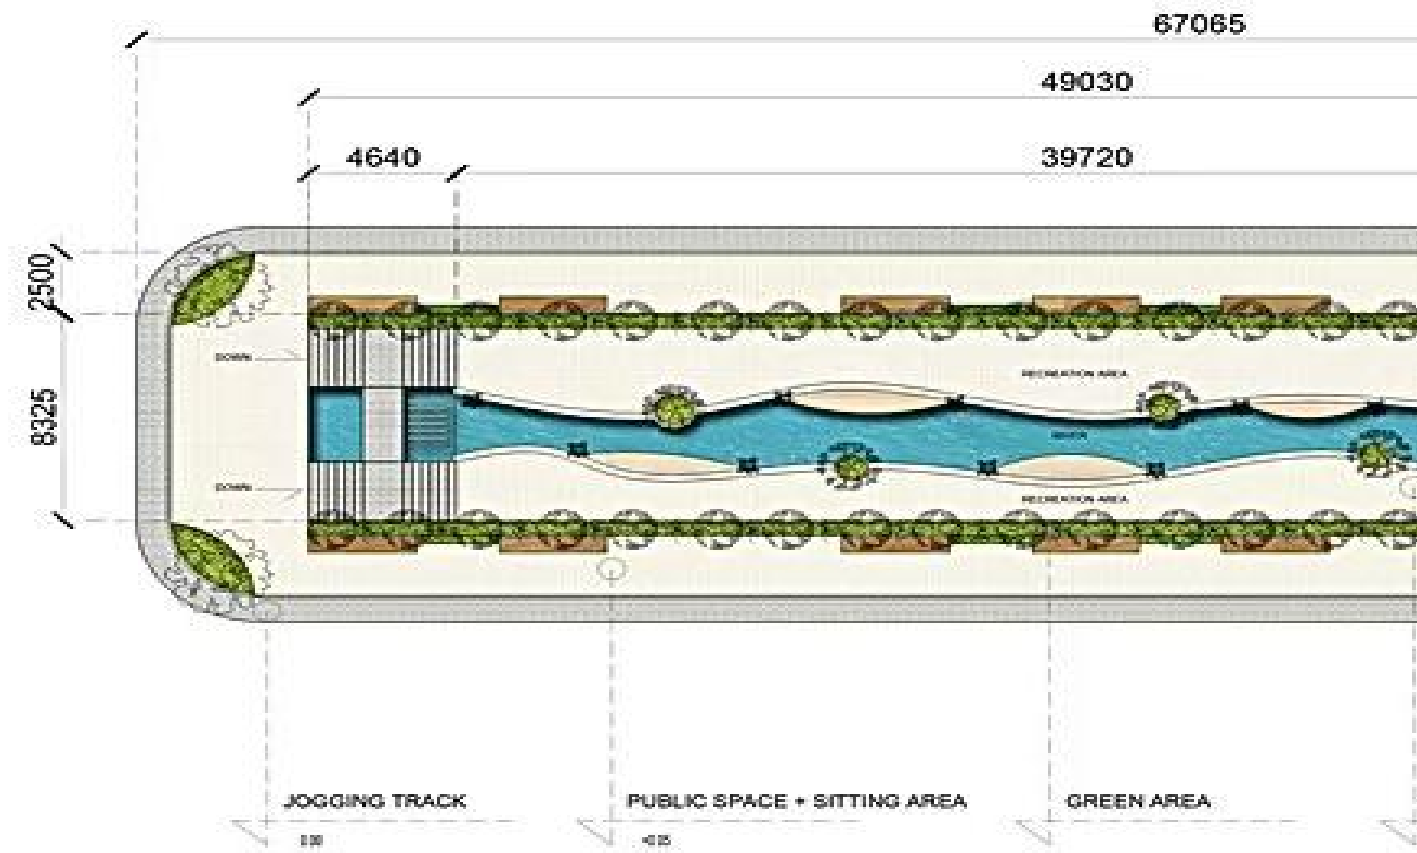 67065
49030
4640
39720
2500
8325
DOWN
RECREATION AREA
RIVER
DOWN
RECREATION AREA
JOGGING TRACK
PUBLIC SPACE + SITTING AREA
GREEN AREA